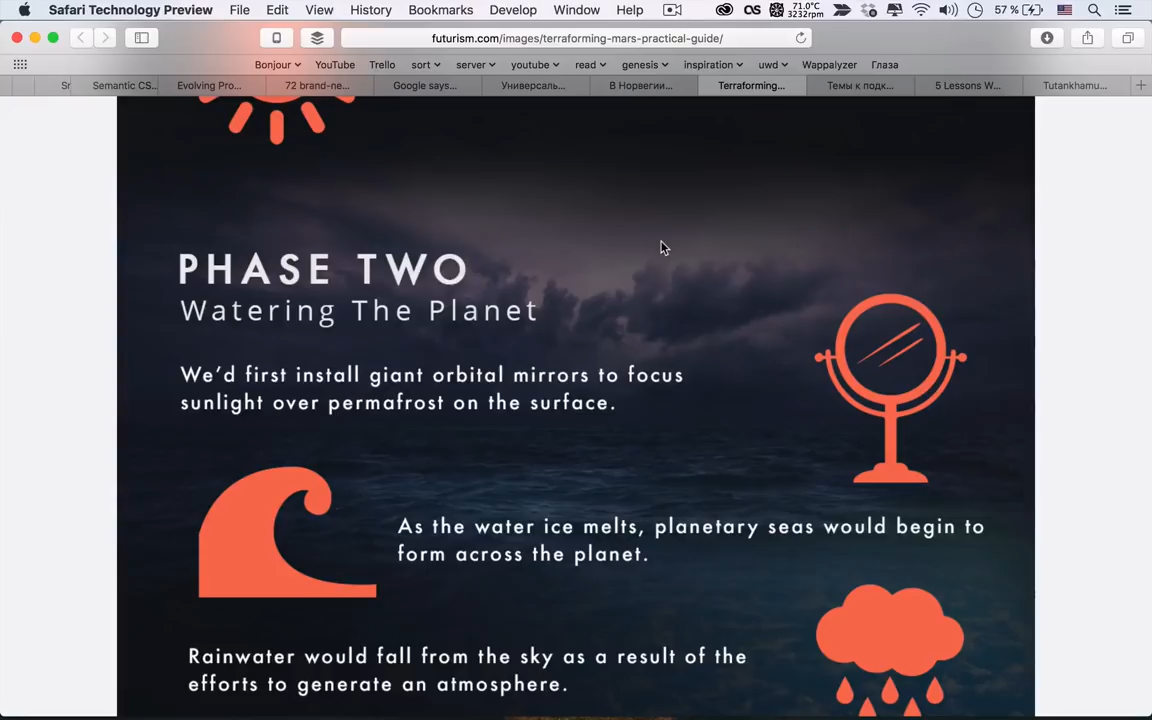 Safari Technology Preview File Edit View History Bookmarks Develop Window Help 71.0°C 3232rpm 57 %
futurism.com/images/terraforming-mars-practical-guide/
Bonjour YouTube Trello sort server youtube read genesis inspiration uwd Wappalyzer Глаза
Sr Semantic CS... Evolving Pro... 72 brand-ne... Google says... Универсаль... В Норвегии... Terraforming... Темы к подк... 5 Lessons W... Tutankhamu...
PHASE TWO
Watering The Planet
We'd first install giant orbital mirrors to focus
sunlight over permafrost on the surface.
As the water ice melts, planetary seas would begin to
form across the planet.
Rainwater would fall from the sky as a result of the
efforts to generate an atmosphere.